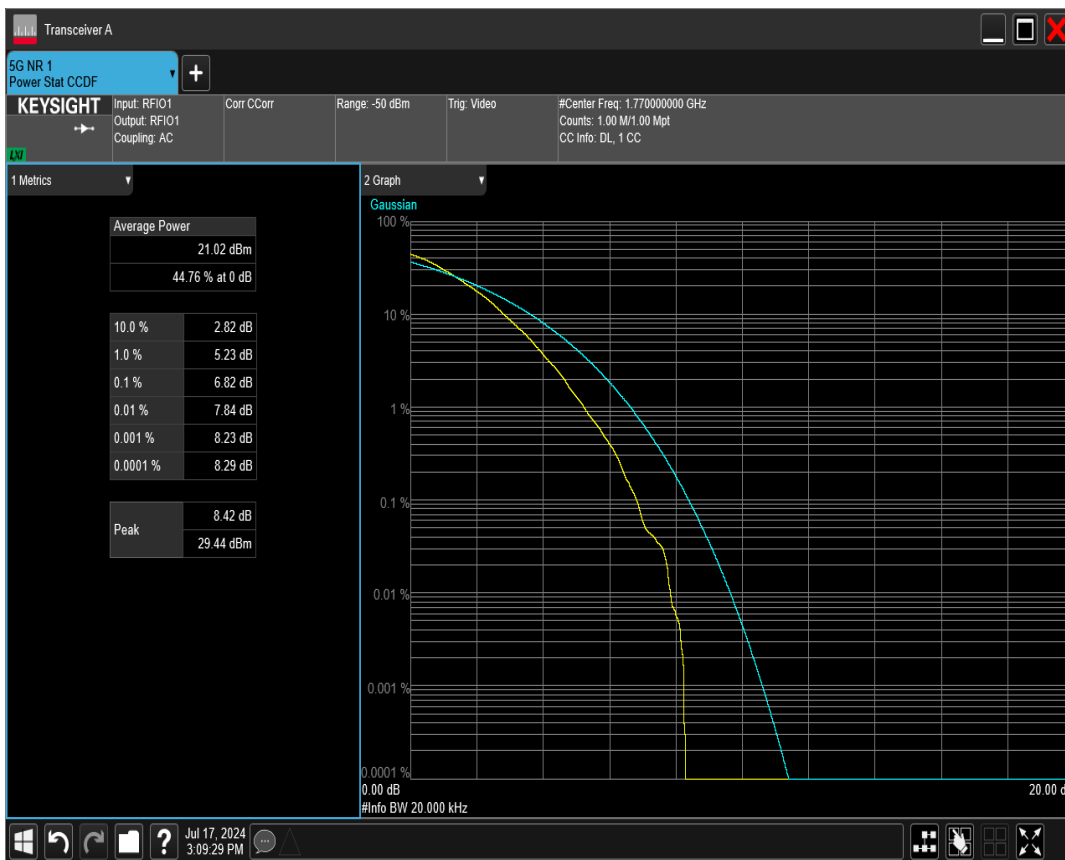 Transceiver A
5G NR 1
Power Stat CCDF
KEYSIGHT
LXI
Input: RFIO1
Output: RFIO1
Coupling: AC
Corr CCorr
Range: -50 dBm
Trig: Video
#Center Freq: 1.770000000 GHz
Counts: 1.00 M/1.00 Mpt
CC Info: DL, 1 CC
1 Metrics
Average Power
21.02 dBm
44.76 % at 0 dB
10.0 % 2.82 dB
1.0 % 5.23 dB
0.1 % 6.82 dB
0.01 % 7.84 dB
0.001 % 8.23 dB
0.0001 % 8.29 dB
Peak
8.42 dB
29.44 dBm
2 Graph
Gaussian
100 %
10 %
1 %
0.1 %
0.01 %
0.001 %
0.0001 %
0.00 dB
20.00 d
#Info BW 20.000 kHz
?
Jul 17, 2024
3:09:29 PM